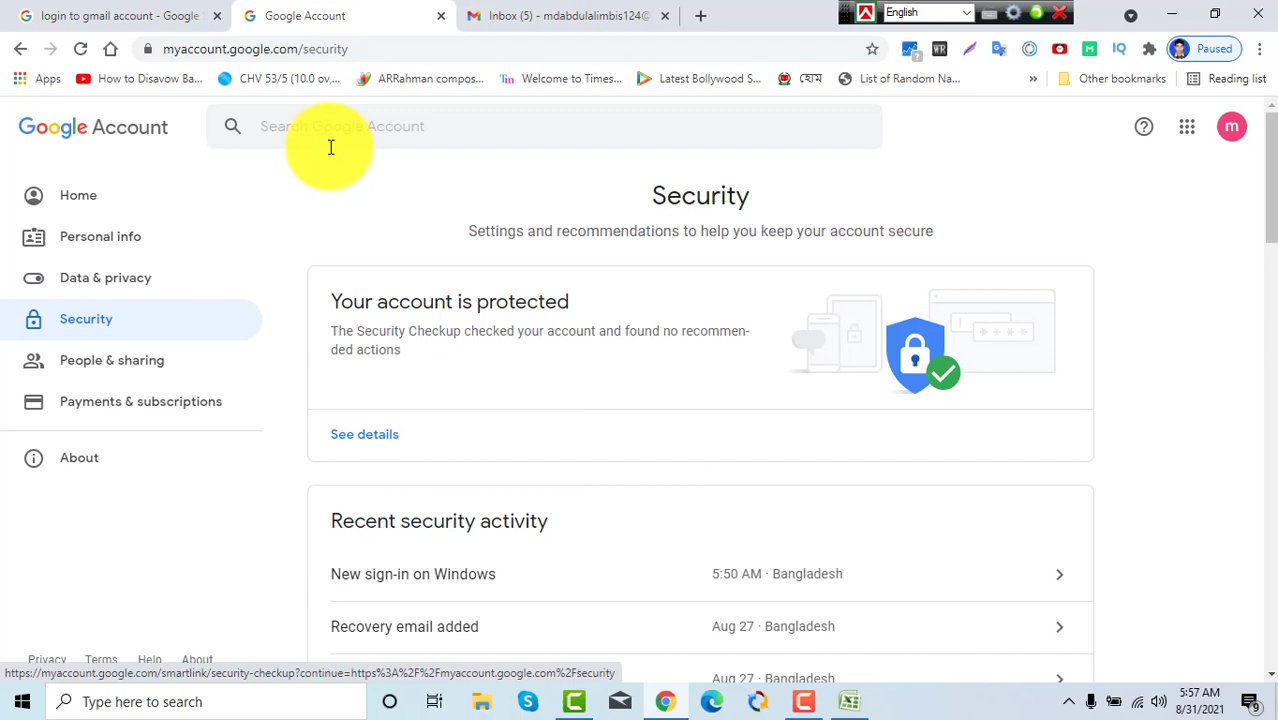 login to gmail account - Googl
Google Account
Inbox (5) -
abdulalimbis124@
English
myaccount.google.com/security
Paused
Apps
How to Disavow Ba...
CHV 53/5 (10.0 ov,...
ARRahman compos...
Welcome to Times...
Latest Bollywood S...
হোম
List of Random Na...
»
Other bookmarks
Reading list
Google Account
Search Google Account
m
Home
Personal info
Data & privacy
Security
People & sharing
Payments & subscriptions
About
Security
Settings and recommendations to help you keep your account secure
Your account is protected
The Security Checkup checked your account and found no recommen-
ded actions
See details
Recent security activity
New sign-in on Windows
5:50 AM · Bangladesh
Recovery email added
Aug 27 · Bangladesh
Aug 27 · Bangladesh
Privacy Terms Help About
https://myaccount.google.com/smartlink/security-checkup?continue=https%3A%2F%2Fmyaccount.google.com%2Fsecurity
Type here to search
5:57 AM
8/31/2021